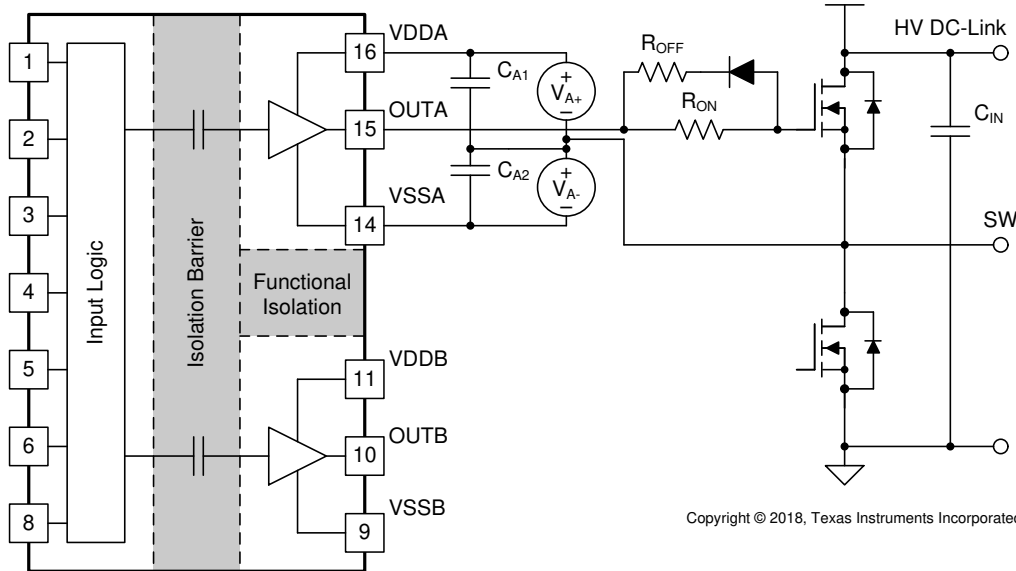 1
2
3
4
5
6
8
Input Logic
Isolation Barrier
Functional
Isolation
16
15
14
11
10
9
VDDA
OUTA
VSSA
VDDB
OUTB
VSSB
CA1
CA2
+
VA+
−
+
VA-
−
ROFF
RON
HV DC-Link
CIN
SW
Copyright © 2018, Texas Instruments Incorporated